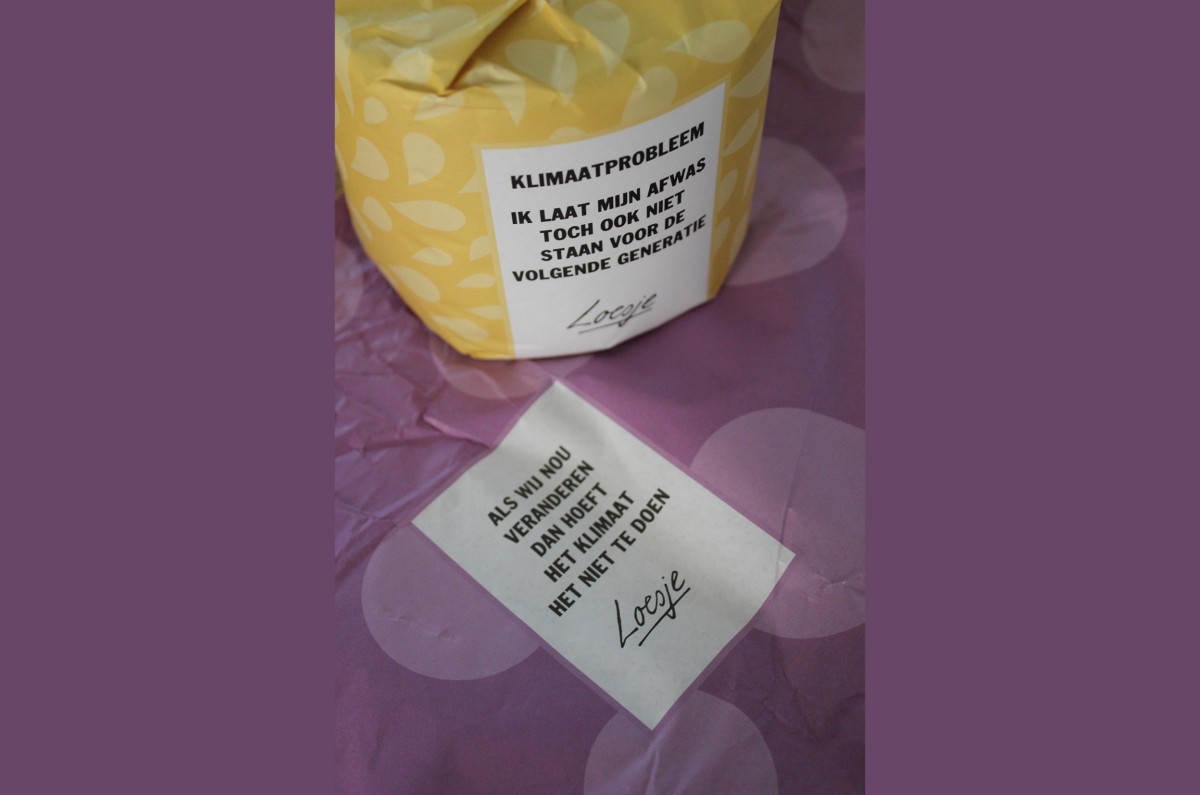 KLIMAATPROBLEEM
IK LAAT MIJN AFWAS
TOCH OOK NIET
STAAN VOOR DE
VOLGENDE GENERATIE
Loesje
ALS WIJ NOU
VERANDEREN
DAN HOEFT
HET KLIMAAT
HET NIET TE DOEN
Loesje